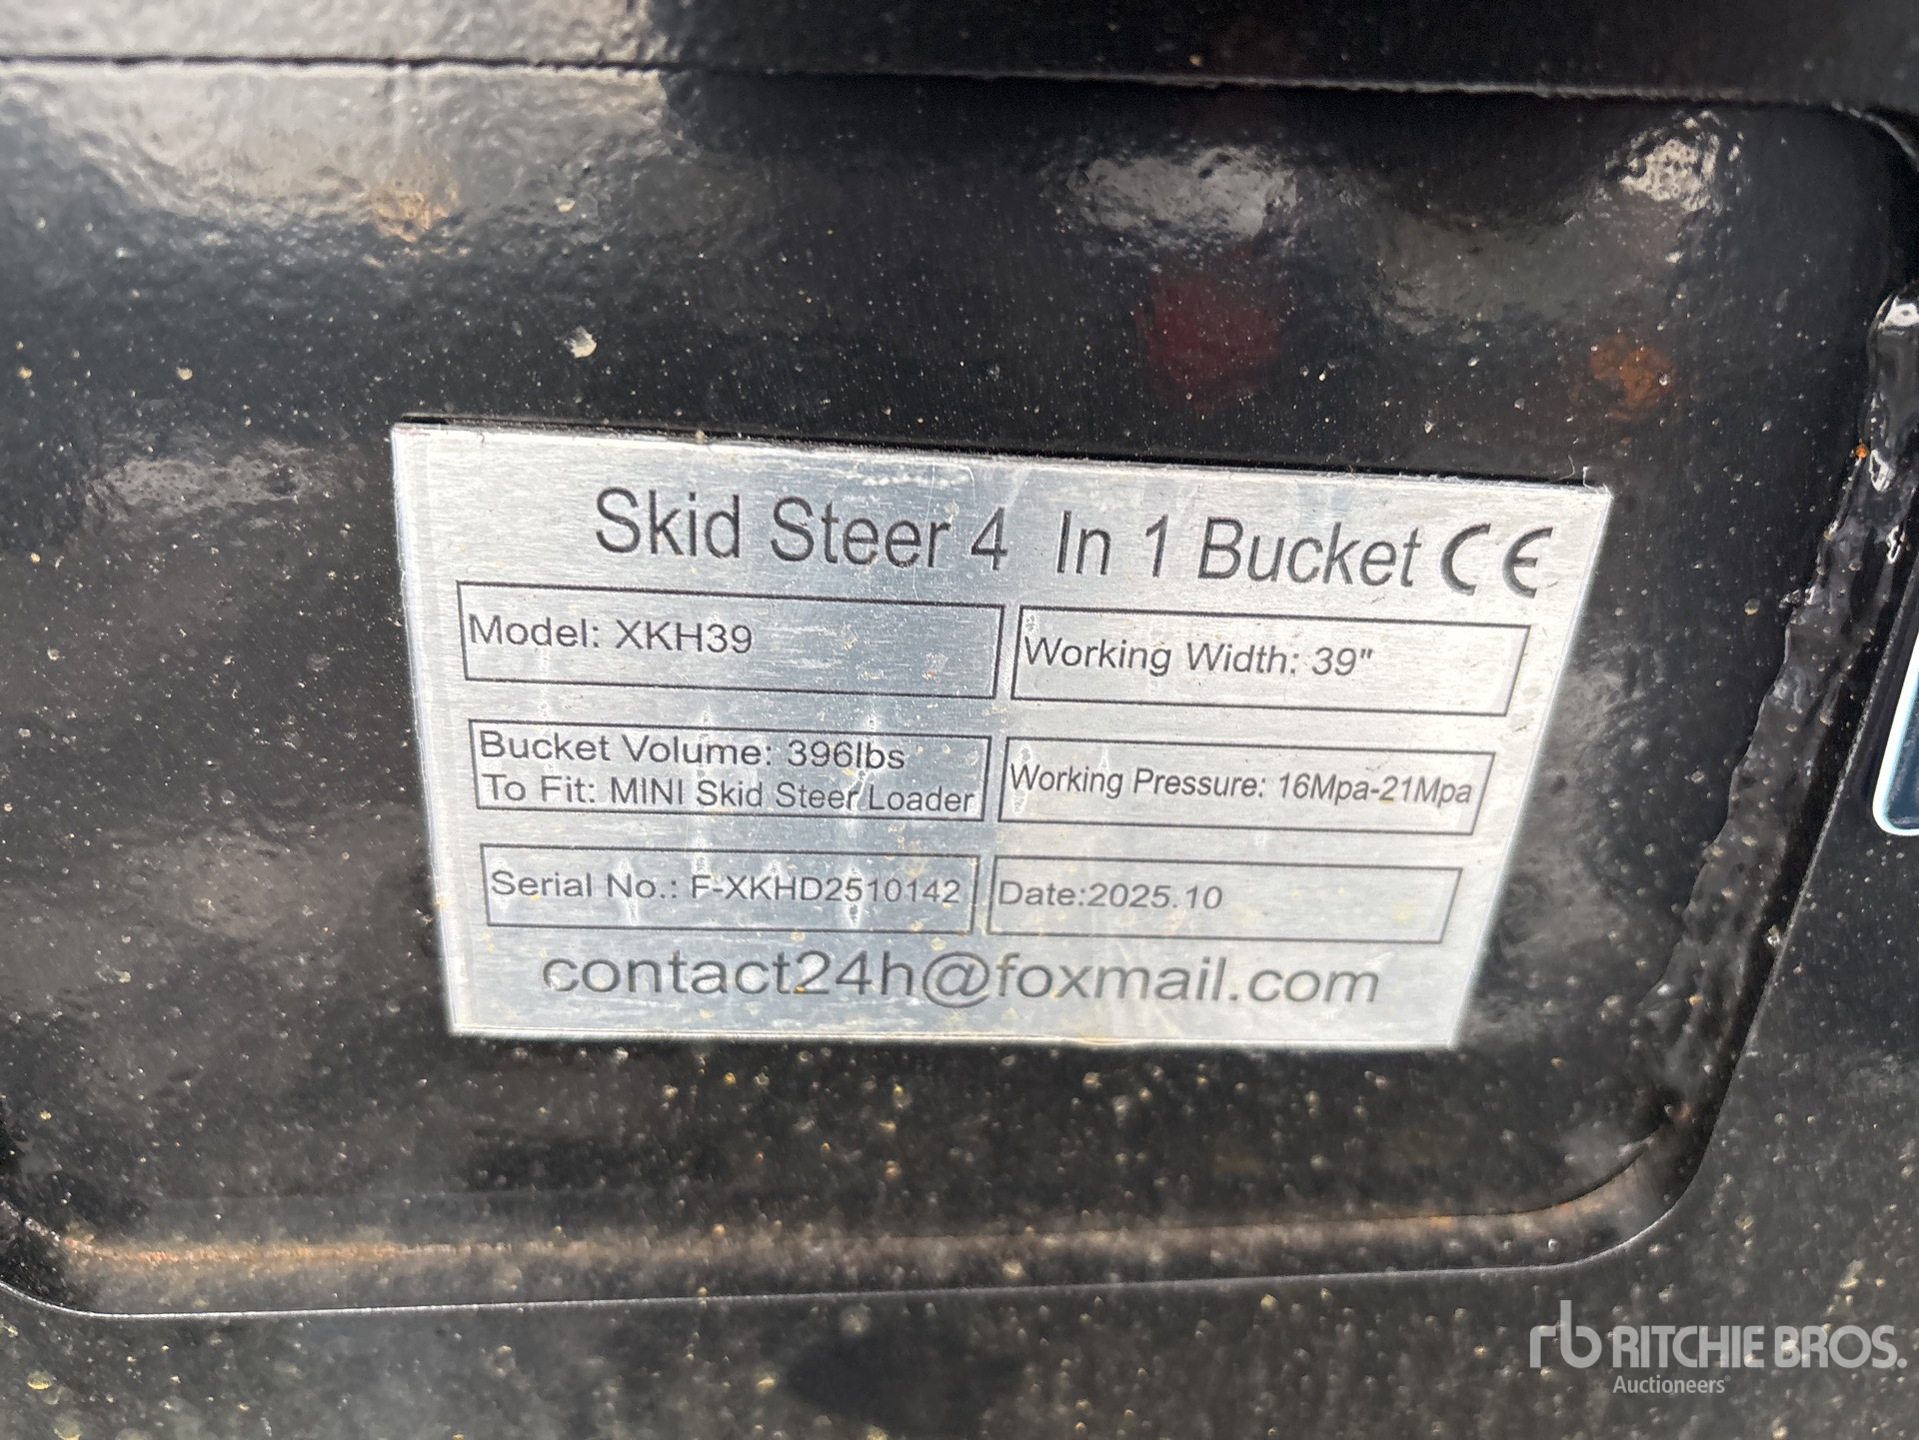 Skid Steer 4 In 1 Bucket CE
Model: XKH39
Working Width: 39"
Bucket Volume: 396lbs
To Fit: MINI Skid Steer Loader
Working Pressure: 16Mpa-21Mpa
Serial No.: F-XKHD2510142
Date:2025.10
contact24h@foxmail.com
rb RITCHIE BROS.
Auctioneers